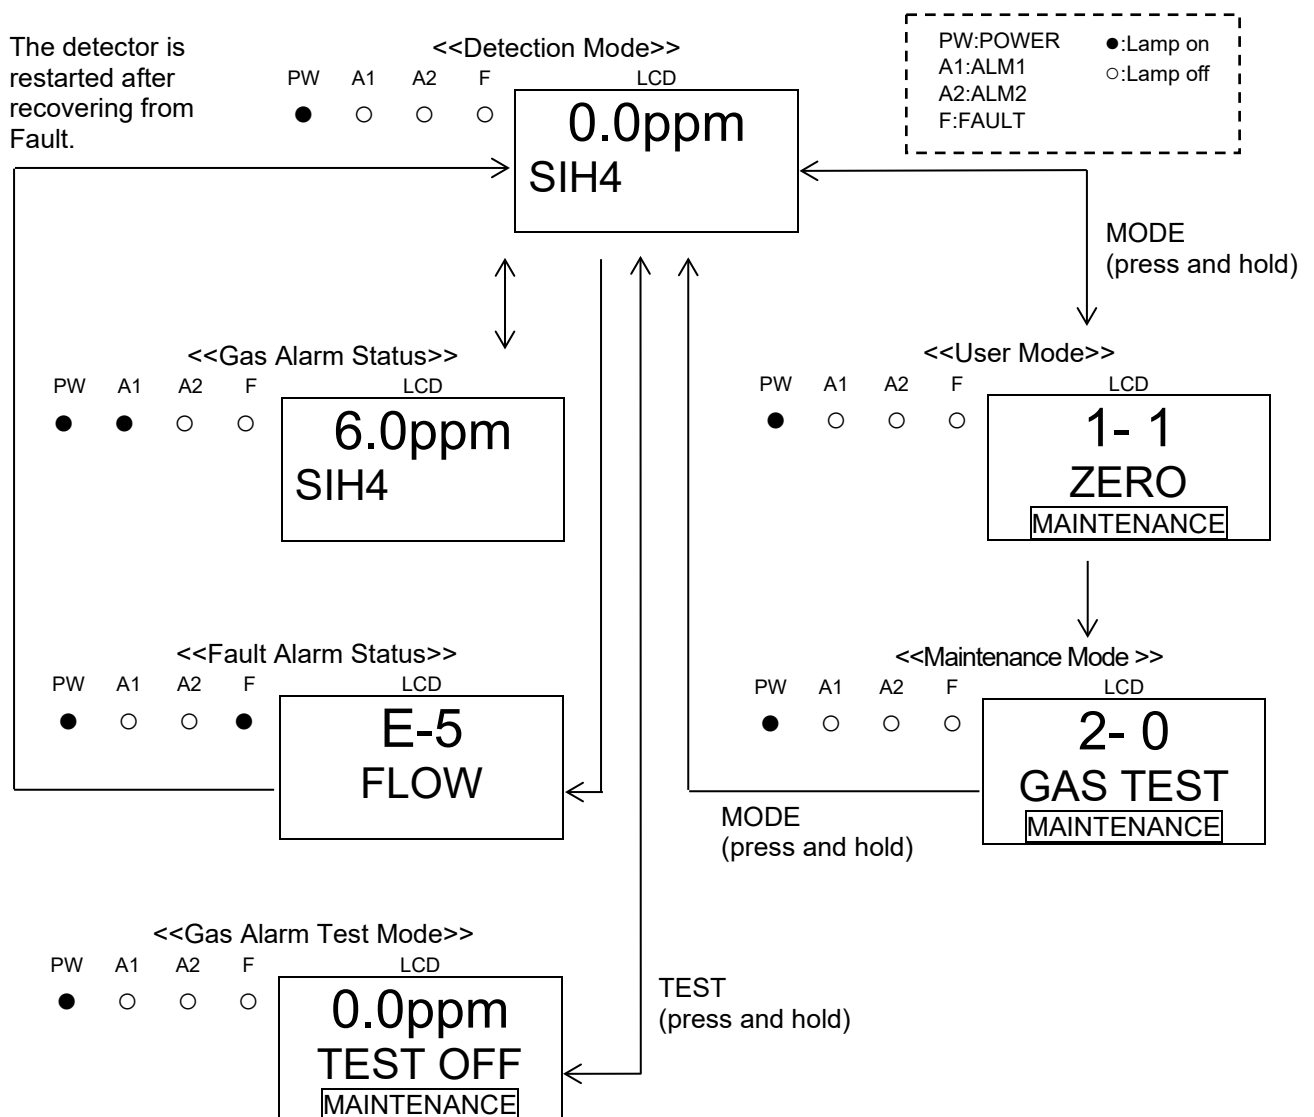 The detector is
restarted after
recovering from
Fault.
<<Detection Mode>>
PW A1 A2 F LCD
0.0ppm
SIH4
PW:POWER ●:Lamp on
A1:ALM1 ○:Lamp off
A2:ALM2
F:FAULT
MODE
(press and hold)
<<Gas Alarm Status>>
PW A1 A2 F LCD
6.0ppm
SIH4
<<User Mode>>
PW A1 A2 F LCD
1- 1
ZERO
MAINTENANCE
<<Fault Alarm Status>>
PW A1 A2 F LCD
E-5
FLOW
<<Maintenance Mode >>
PW A1 A2 F LCD
2- 0
GAS TEST
MAINTENANCE
MODE
(press and hold)
<<Gas Alarm Test Mode>>
PW A1 A2 F LCD
0.0ppm
TEST OFF
MAINTENANCE
TEST
(press and hold)